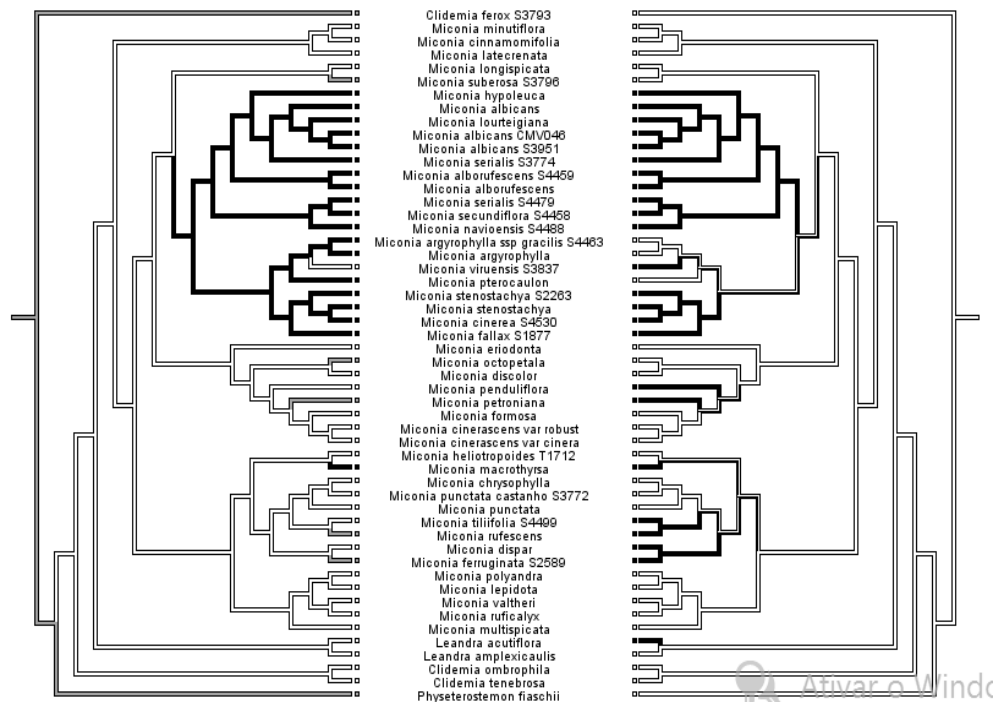 Clidemia ferox S3793
Miconia minutiflora
Miconia cinnamomifolia
Miconia latecrenata
Miconia longispicata
Miconia suberosa S3796
Miconia hypoleuca
Miconia albicans
Miconia lourteigiana
Miconia albicans CMV046
Miconia albicans S3951
Miconia serialis S3774
Miconia alborufescens S4459
Miconia alborufescens
Miconia serialis S4479
Miconia secundiflora S4458
Miconia navioensis S4488
Miconia argyrophylla ssp gracilis S4463
Miconia argyrophylla
Miconia viruensis S3837
Miconia pterocaulon
Miconia stenostachya S2263
Miconia stenostachya
Miconia cinerea S4530
Miconia fallax S1877
Miconia eriodonta
Miconia octopetala
Miconia discolor
Miconia penduliflora
Miconia petroniana
Miconia formosa
Miconia cinerascens var robust
Miconia cinerascens var cinera
Miconia heliotropoides T1712
Miconia macrothyrsa
Miconia chrysophylla
Miconia punctata castanho S3772
Miconia punctata
Miconia tiliifolia S4499
Miconia rufescens
Miconia dispar
Miconia ferruginata S2589
Miconia polyandra
Miconia lepidota
Miconia valtheri
Miconia ruficalyx
Miconia multispicata
Leandra acutiflora
Leandra amplexicaulis
Clidemia ombrophila
Clidemia tenebrosa
Physeterostemon fiaschii
Ativar o Windo